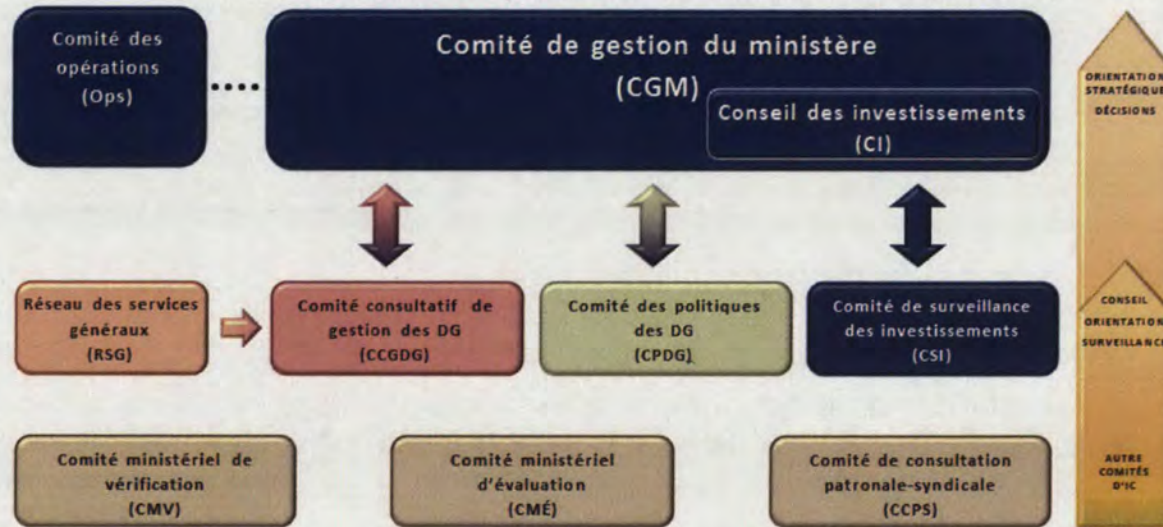 Comité des
opérations
(Ops)
Comité de gestion du ministère
(CGM)
Conseil des investissements
(CI)
ORIENTATION
STRATÉGIQUE
DÉCISIONS
Réseau des services
généraux
(RSG)
Comité consultatif de
gestion des DG
(CCGDG)
Comité des politiques
des DG
(CPDG)
Comité de surveillance
des investissements
(CSI)
CONSEIL
ORIENTATION
SURVEILLANCE
Comité ministériel de
vérification
(CMV)
Comité ministériel
d'évaluation
(CMÉ)
Comité de consultation
patronale-syndicale
(CCPS)
AUTRE
COMITÉS
D'IC